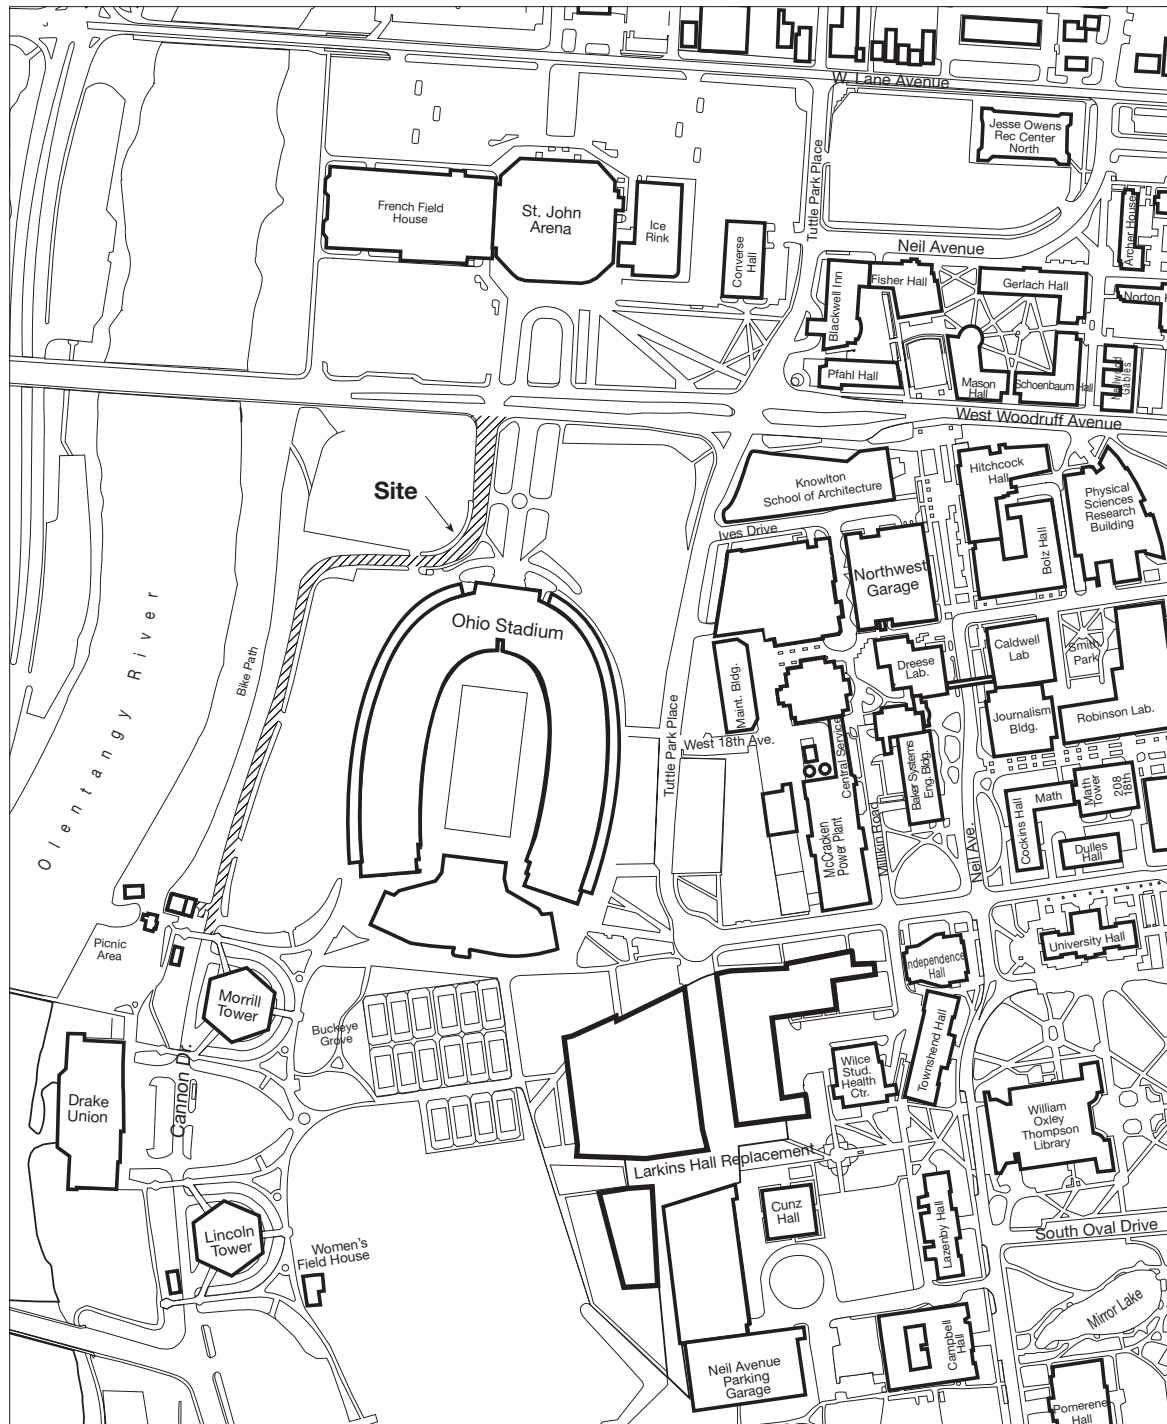 W. Lane Avenue
Jesse Owens
Rec Center
North
Tuttle Park Place
French Field
House
St. John
Arena
Ice
Rink
Converse
Hall
Neil Avenue
Archer House
Blackwell Inn
Fisher Hall
Gerlach Hall
Norton H
Pfahl Hall
Mason
Hall
Schoenbaum Hall
Gables
West Woodruff Avenue
Site
Knowlton
School of Architecture
Hitchcock
Hall
Physical
Sciences
Research
Building
Ives Drive
Bolz Hall
Northwest
Garage
Ohio Stadium
Olentangy River
Bike Path
Caldwell
Lab
Smith
Park
Dreese
Lab.
Maint. Bldg.
Journalism
Bldg.
Robinson Lab.
Tuttle Park Place
West 18th Ave.
Central Service
Baker Systems
Eng. Bldg.
Math
Tower
208
18th
Math
Cockins Hall
Dulles
Hall
McCracken
Power Plant
Millikin Road
Neil Ave.
Picnic
Area
University Hall
Independence
Hall
Morrill
Tower
Buckeye
Grove
Townshend Hall
Wilce
Stud.
Health
Ctr.
Drake
Union
Cannon Dr.
William
Oxley
Thompson
Library
Larkins Hall Replacement
Cunz
Hall
Lazenby Hall
South Oval Drive
Lincoln
Tower
Women's
Field House
Mirror Lake
Campbell
Hall
Neil Avenue
Parking
Garage
Pomerene
Hall